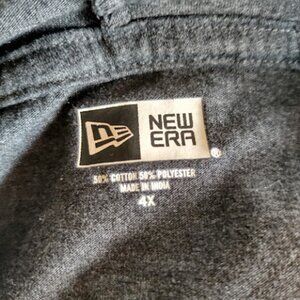 NEW
ERA
®
50% COTTON 50% POLYESTER
MADE IN INDIA
4X